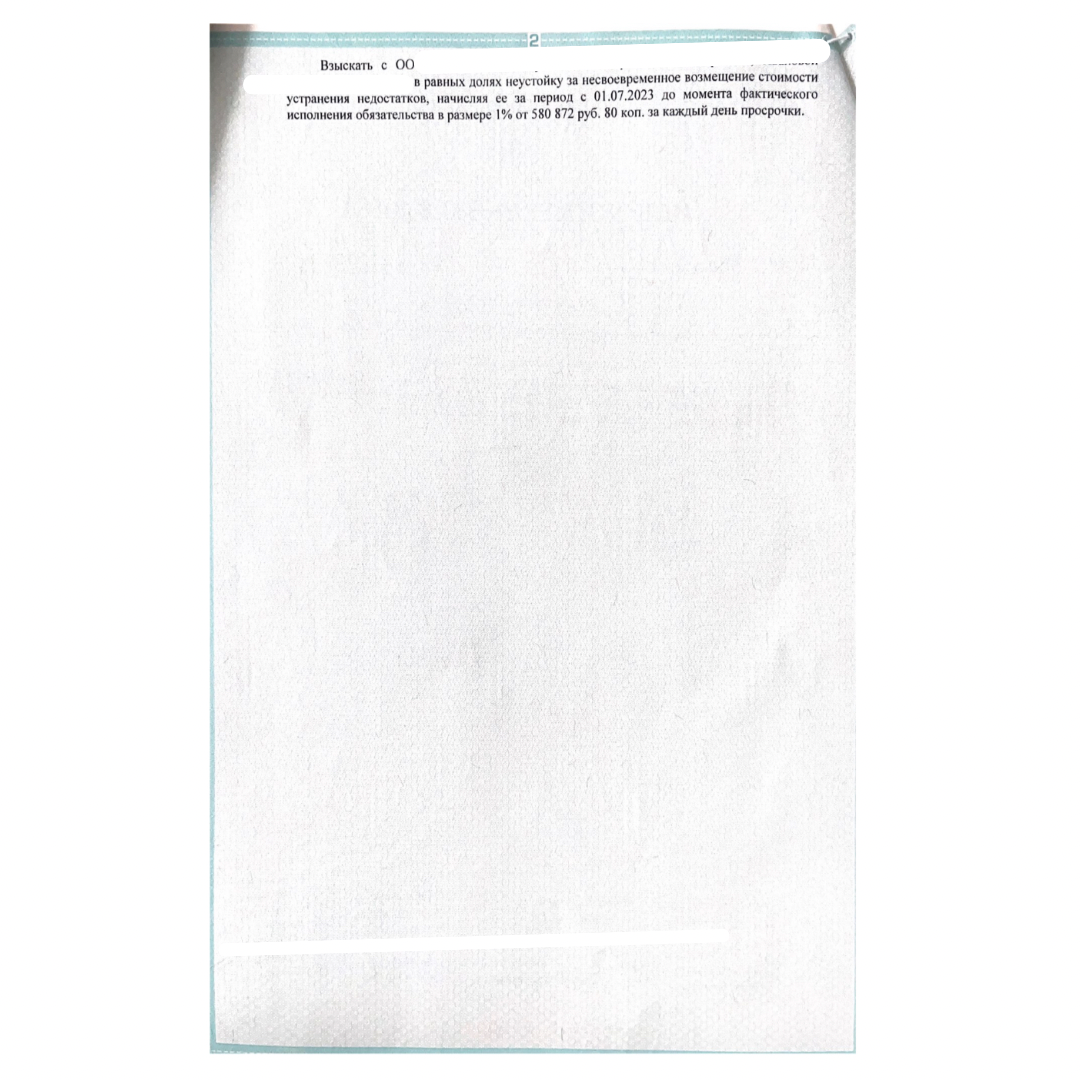 2
Взыскать с ОО
в равных долях неустойку за несвоевременное возмещение стоимости
устранения недостатков, начисляя ее за период с 01.07.2023 до момента фактического
исполнения обязательства в размере 1% от 580 872 руб. 80 коп. за каждый день просрочки.